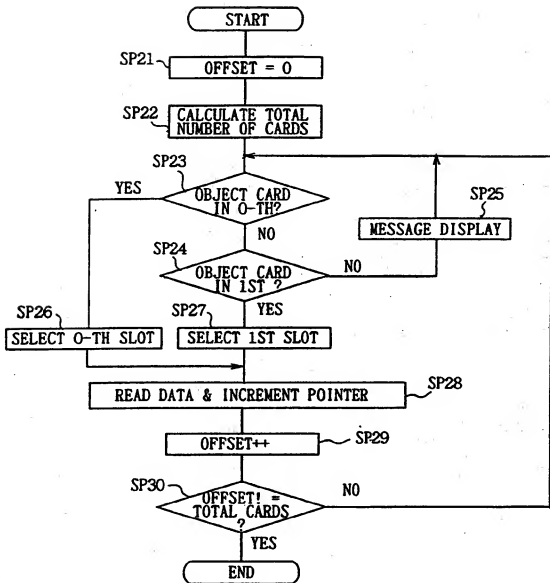 START
SP21
OFFSET = 0
SP22
CALCULATE TOTAL
NUMBER OF CARDS
SP23
YES
OBJECT CARD
IN O-TH?
NO
SP25
MESSAGE DISPLAY
SP24
OBJECT CARD
IN 1ST ?
NO
YES
SP26
SELECT O-TH SLOT
SP27
SELECT 1ST SLOT
READ DATA & INCREMENT POINTER
SP28
OFFSET++
SP29
SP30
OFFSET! =
TOTAL CARDS
?
NO
YES
END